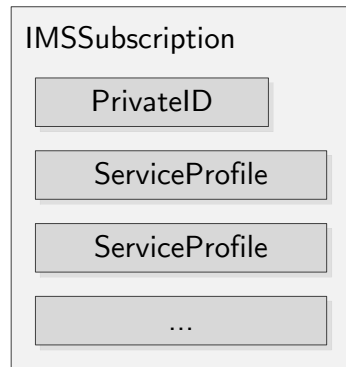 IMSSubscription
PrivateID
ServiceProfile
ServiceProfile
...